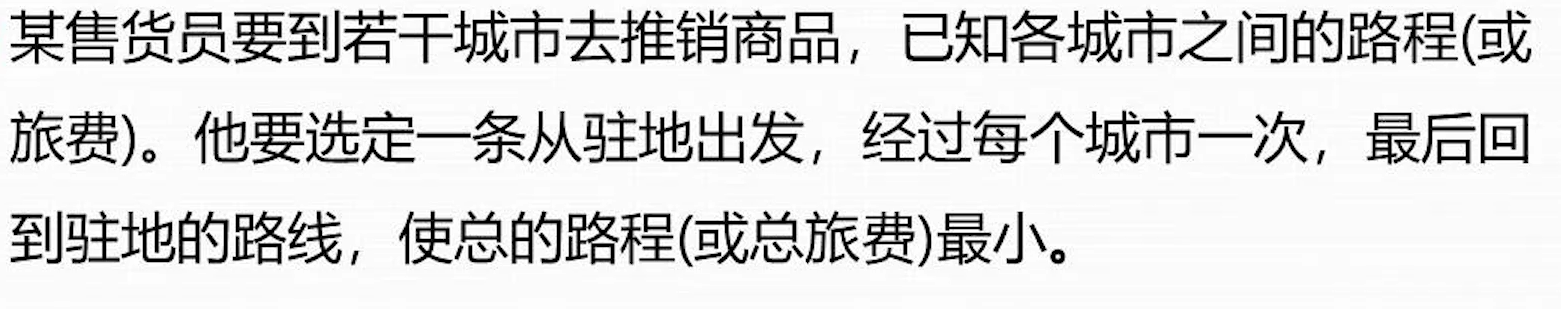 某售货员要到若干城市去推销商品，已知各城市之间的路程(或
旅费)。他要选定一条从驻地出发，经过每个城市一次，最后回
到驻地的路线，使总的路程(或总旅费)最小。